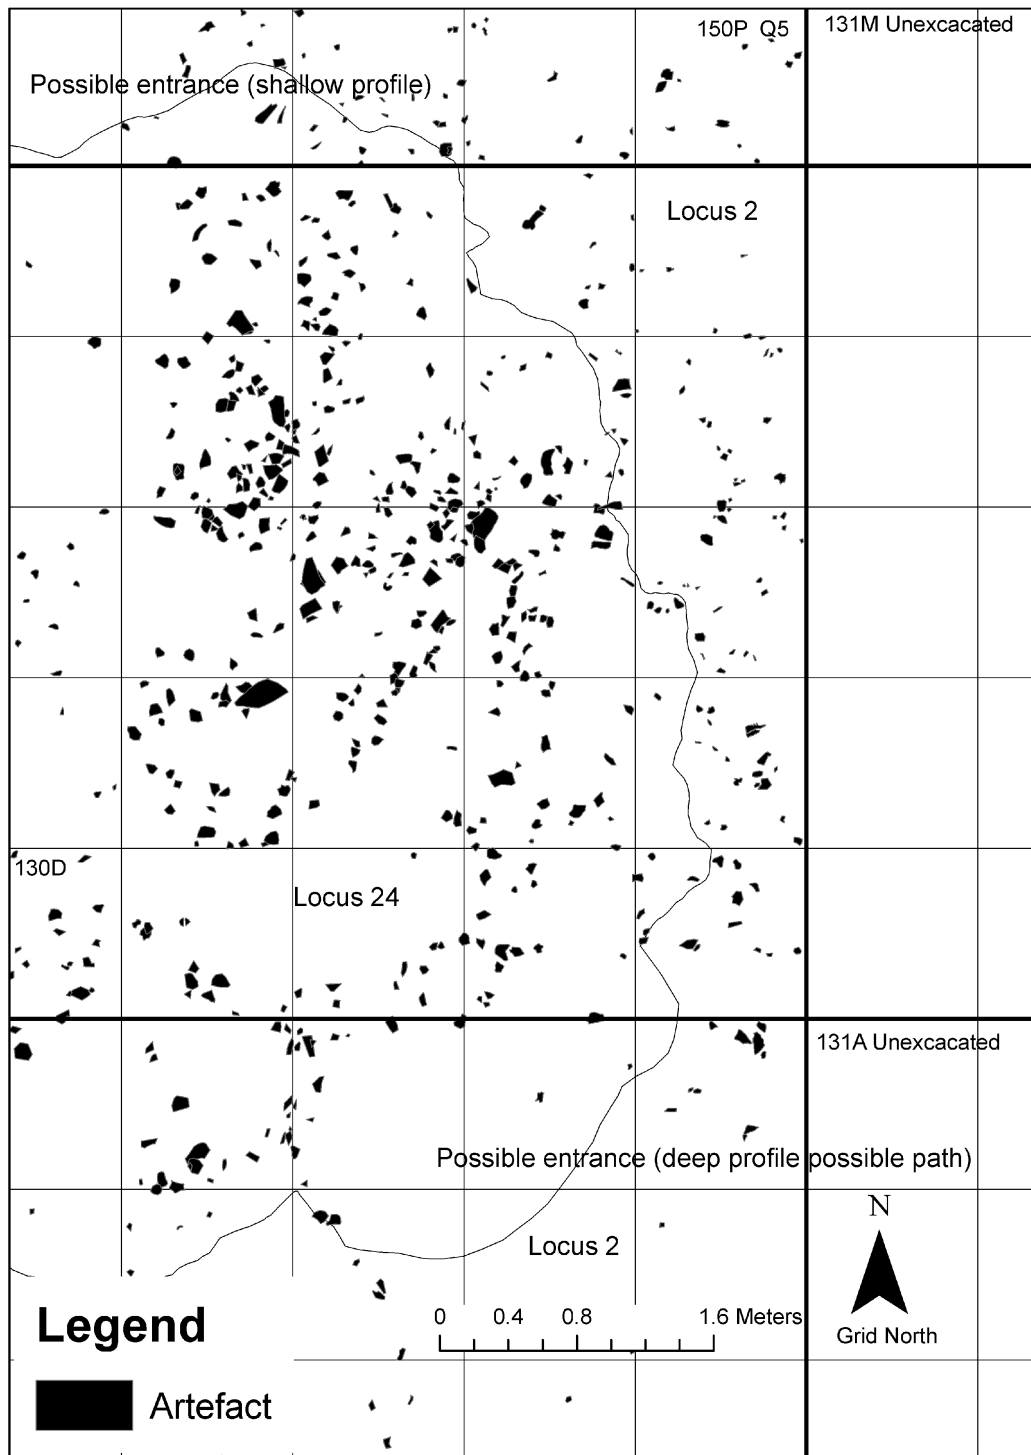 150P Q5
131M Unexcacated
Possible entrance (shallow profile)
Locus 2
130D
Locus 24
131A Unexcacated
Possible entrance (deep profile possible path)
N
Locus 2
Legend
0 0.4 0.8 1.6 Meters
Grid North
Artefact